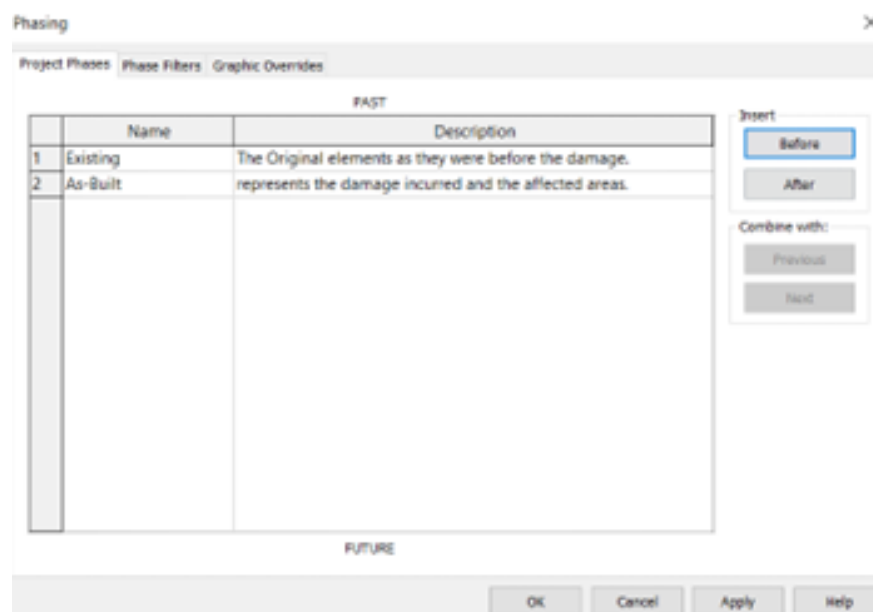 Phasing
Project Phases Phase Filters Graphic Overrides
PAST
Insert
Name Description
Before
1 Existing The Original elements as they were before the damage.
2 As-Built represents the damage incurred and the affected areas.
After
Combine with:
Previous
Next
FUTURE
OK Cancel Apply Help